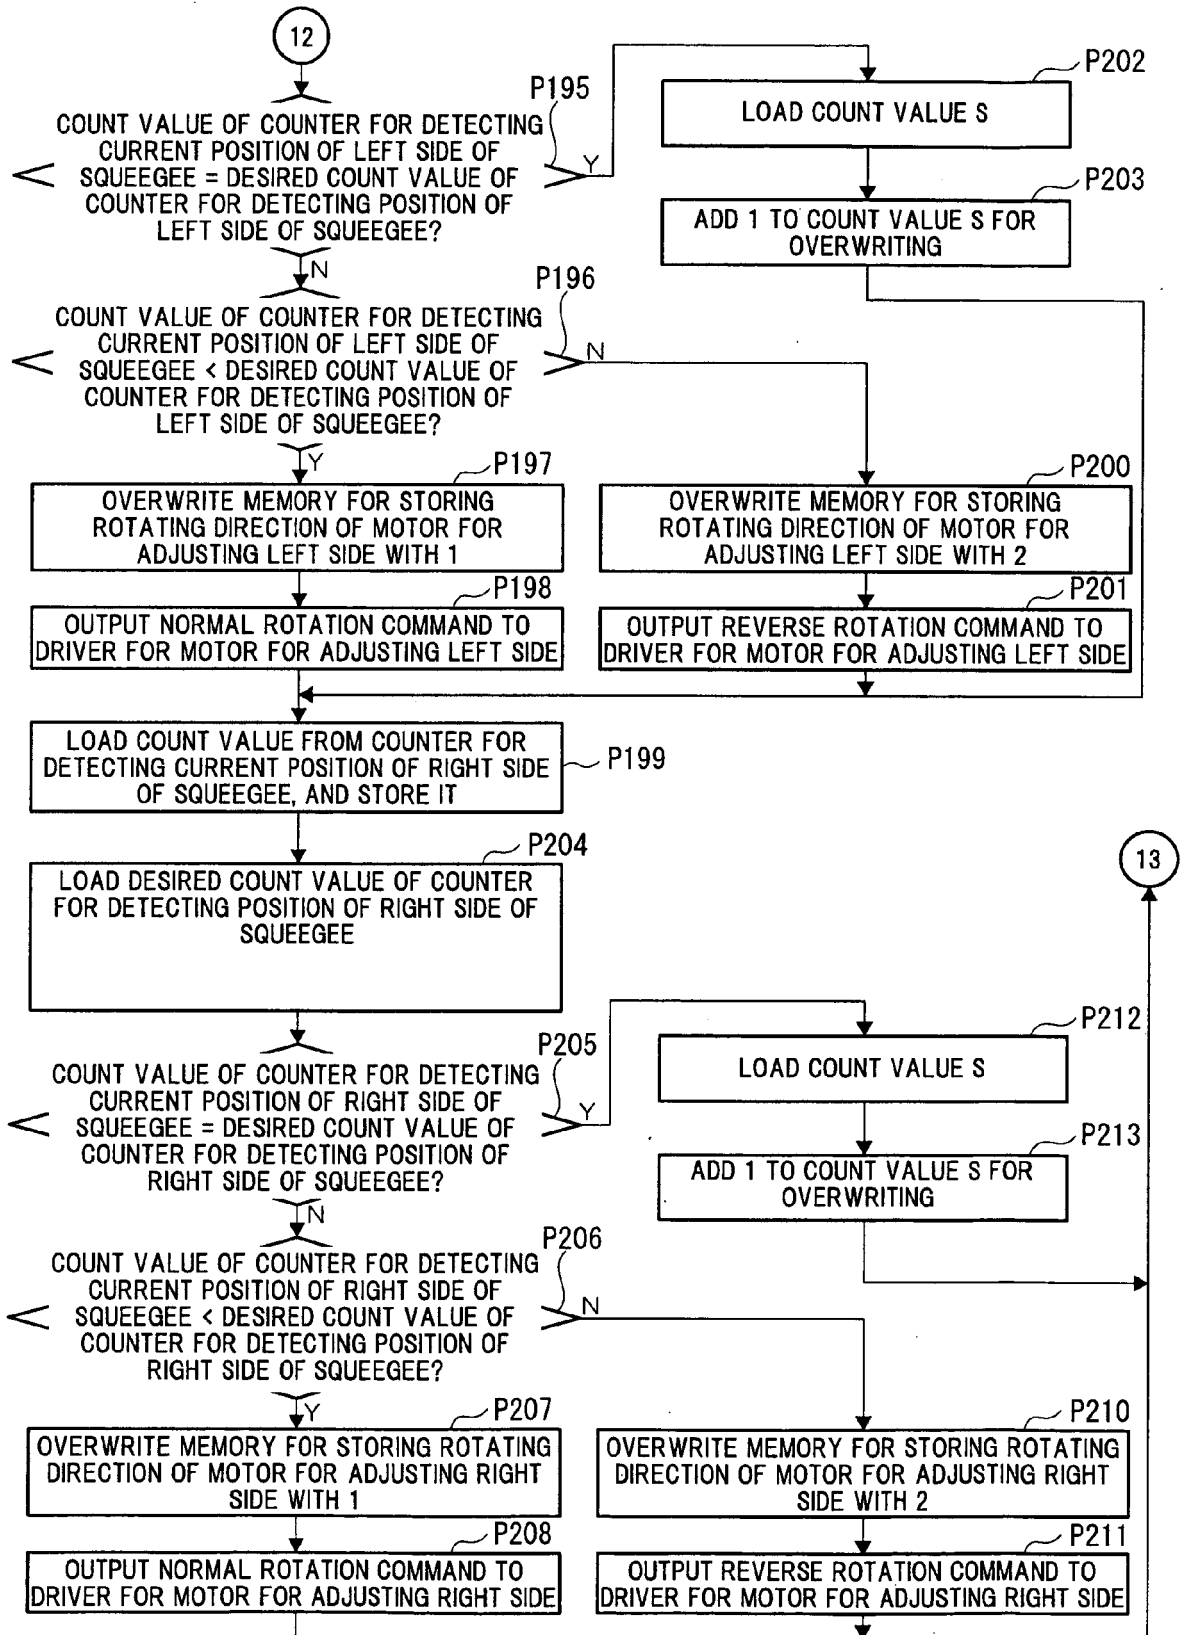 12
P195
COUNT VALUE OF COUNTER FOR DETECTING
CURRENT POSITION OF LEFT SIDE OF
SQUEEGEE = DESIRED COUNT VALUE OF
COUNTER FOR DETECTING POSITION OF
LEFT SIDE OF SQUEEGEE?
Y
N
P202
LOAD COUNT VALUE S
P203
ADD 1 TO COUNT VALUE S FOR
OVERWRITING
P196
COUNT VALUE OF COUNTER FOR DETECTING
CURRENT POSITION OF LEFT SIDE OF
SQUEEGEE < DESIRED COUNT VALUE OF
COUNTER FOR DETECTING POSITION OF
LEFT SIDE OF SQUEEGEE?
N
Y
P197
OVERWRITE MEMORY FOR STORING
ROTATING DIRECTION OF MOTOR FOR
ADJUSTING LEFT SIDE WITH 1
P200
OVERWRITE MEMORY FOR STORING
ROTATING DIRECTION OF MOTOR FOR
ADJUSTING LEFT SIDE WITH 2
P198
OUTPUT NORMAL ROTATION COMMAND TO
DRIVER FOR MOTOR FOR ADJUSTING LEFT SIDE
P201
OUTPUT REVERSE ROTATION COMMAND TO
DRIVER FOR MOTOR FOR ADJUSTING LEFT SIDE
LOAD COUNT VALUE FROM COUNTER FOR
DETECTING CURRENT POSITION OF RIGHT SIDE
OF SQUEEGEE, AND STORE IT
P199
P204
LOAD DESIRED COUNT VALUE OF COUNTER
FOR DETECTING POSITION OF RIGHT SIDE OF
SQUEEGEE
13
P205
COUNT VALUE OF COUNTER FOR DETECTING
CURRENT POSITION OF RIGHT SIDE OF
SQUEEGEE = DESIRED COUNT VALUE OF
COUNTER FOR DETECTING POSITION OF
RIGHT SIDE OF SQUEEGEE?
Y
N
P212
LOAD COUNT VALUE S
P213
ADD 1 TO COUNT VALUE S FOR
OVERWRITING
P206
COUNT VALUE OF COUNTER FOR DETECTING
CURRENT POSITION OF RIGHT SIDE OF
SQUEEGEE < DESIRED COUNT VALUE OF
COUNTER FOR DETECTING POSITION OF
RIGHT SIDE OF SQUEEGEE?
N
Y
P207
OVERWRITE MEMORY FOR STORING ROTATING
DIRECTION OF MOTOR FOR ADJUSTING RIGHT
SIDE WITH 1
P210
OVERWRITE MEMORY FOR STORING ROTATING
DIRECTION OF MOTOR FOR ADJUSTING RIGHT
SIDE WITH 2
P208
OUTPUT NORMAL ROTATION COMMAND TO
DRIVER FOR MOTOR FOR ADJUSTING RIGHT SIDE
P211
OUTPUT REVERSE ROTATION COMMAND TO
DRIVER FOR MOTOR FOR ADJUSTING RIGHT SIDE